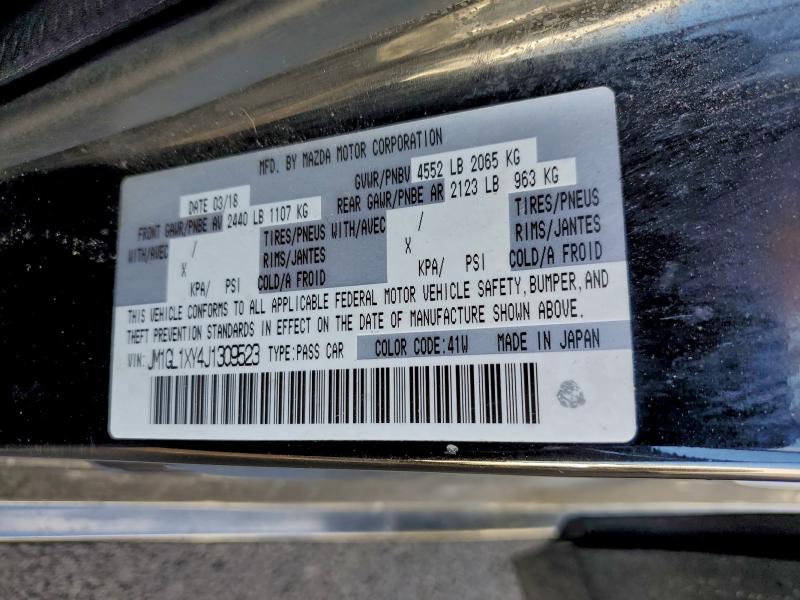 MFD. BY MAZDA MOTOR CORPORATION
DATE 03/18 GVWR/PNBV 4552 LB 2065 KG
FRONT GAWR/PNBE AV 2440 LB 1107 KG REAR GAWR/PNBE AR 2123 LB 963 KG
WITH/AVEC / TIRES/PNEUS WITH/AVEC / TIRES/PNEUS
X RIMS/JANTES X RIMS/JANTES
KPA/ PSI COLD/A FROID KPA/ PSI COLD/A FROID
THIS VEHICLE CONFORMS TO ALL APPLICABLE FEDERAL MOTOR VEHICLE SAFETY, BUMPER, AND
THEFT PREVENTION STANDARDS IN EFFECT ON THE DATE OF MANUFACTURE SHOWN ABOVE.
VIN: JM1GL1XY4J1309523 TYPE:PASS CAR COLOR CODE:41W MADE IN JAPAN